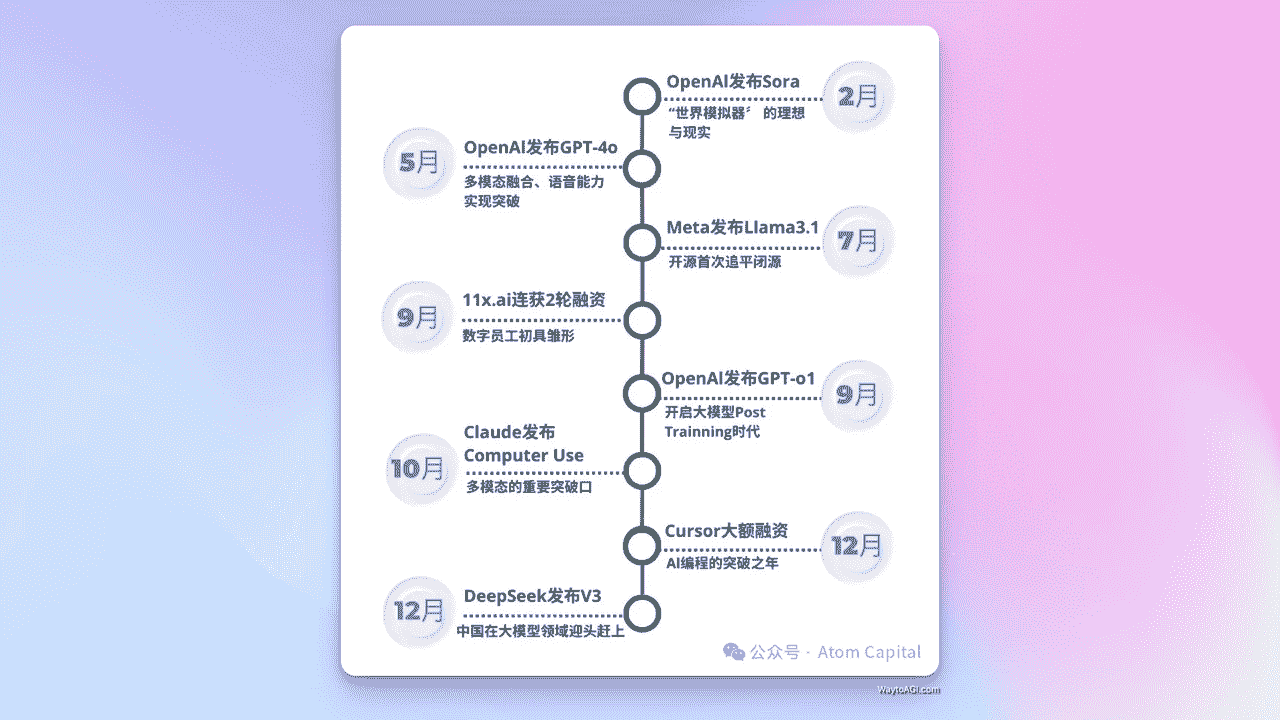 OpenAI发布Sora
2月
“世界模拟器” 的理想
与现实
5月
OpenAI发布GPT-4o
多模态融合、语音能力
实现突破
Meta发布Llama3.1
7月
开源首次追平闭源
9月
11x.ai连获2轮融资
数字员工初具雏形
OpenAI发布GPT-o1
9月
开启大模型Post
Trainning时代
10月
Claude发布
Computer Use
多模态的重要突破口
Cursor大额融资
12月
AI编程的突破之年
12月
DeepSeek发布V3
中国在大模型领域迎头赶上
公众号 · Atom Capital
WaytoAGI.com